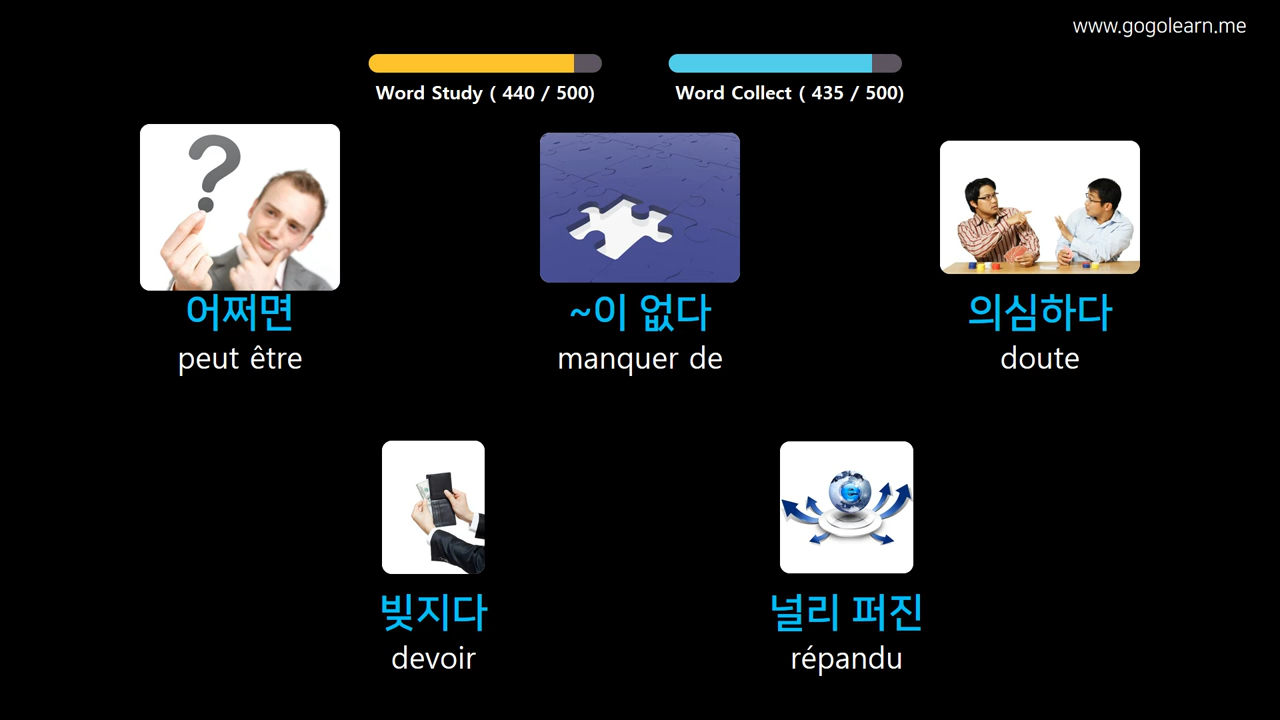 www.gogolearn.me
Word Study ( 440 / 500)
Word Collect ( 435 / 500)
어쩌면
peut être
~이 없다
manquer de
의심하다
doute
빚지다
devoir
널리 퍼진
répandu